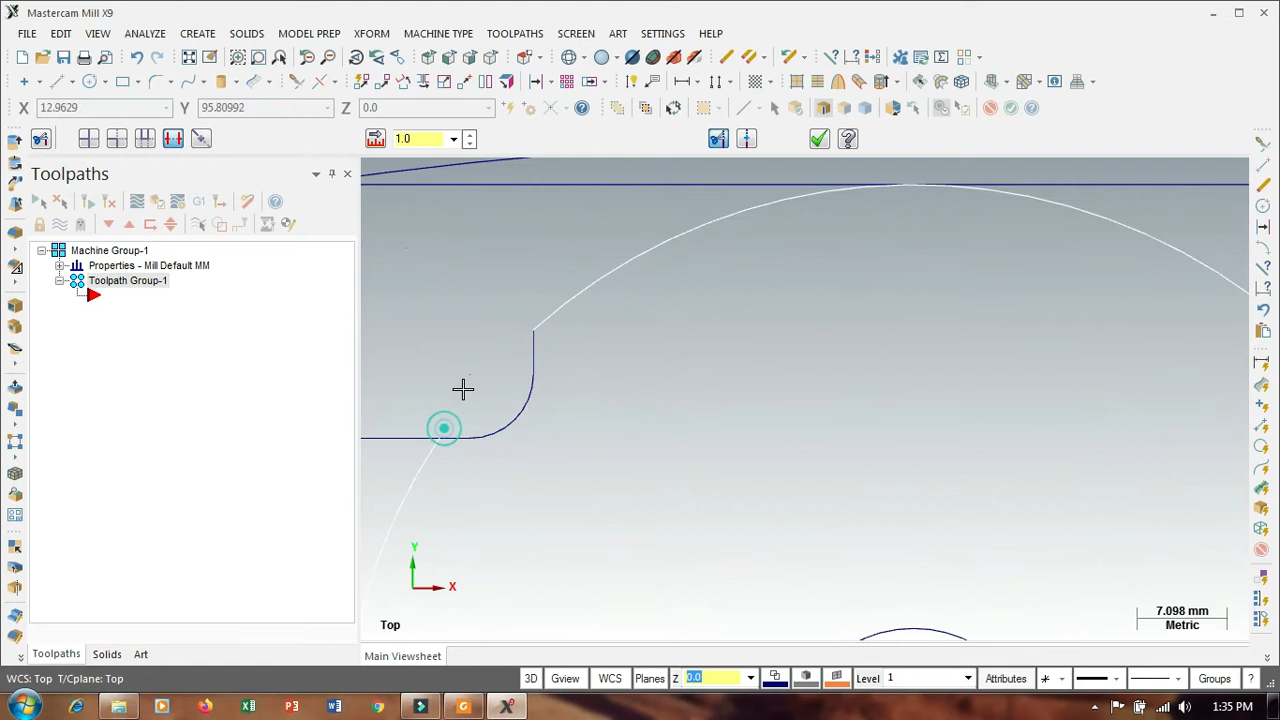 Mastercam Mill X9
FILE EDIT VIEW ANALYZE CREATE SOLIDS MODEL PREP XFORM MACHINE TYPE TOOLPATHS SCREEN ART SETTINGS HELP
X 12.9629 Y 95.80992 Z 0.0
1.0
Toolpaths
G1
Machine Group-1
Properties - Mill Default MM
Toolpath Group-1
Y
X
Top
7.098 mm
Metric
Toolpaths Solids Art
Main Viewsheet
WCS: Top T/Cplane: Top
3D Gview WCS Planes Z 0.0 Level 1 Attributes Groups ?
1:35 PM